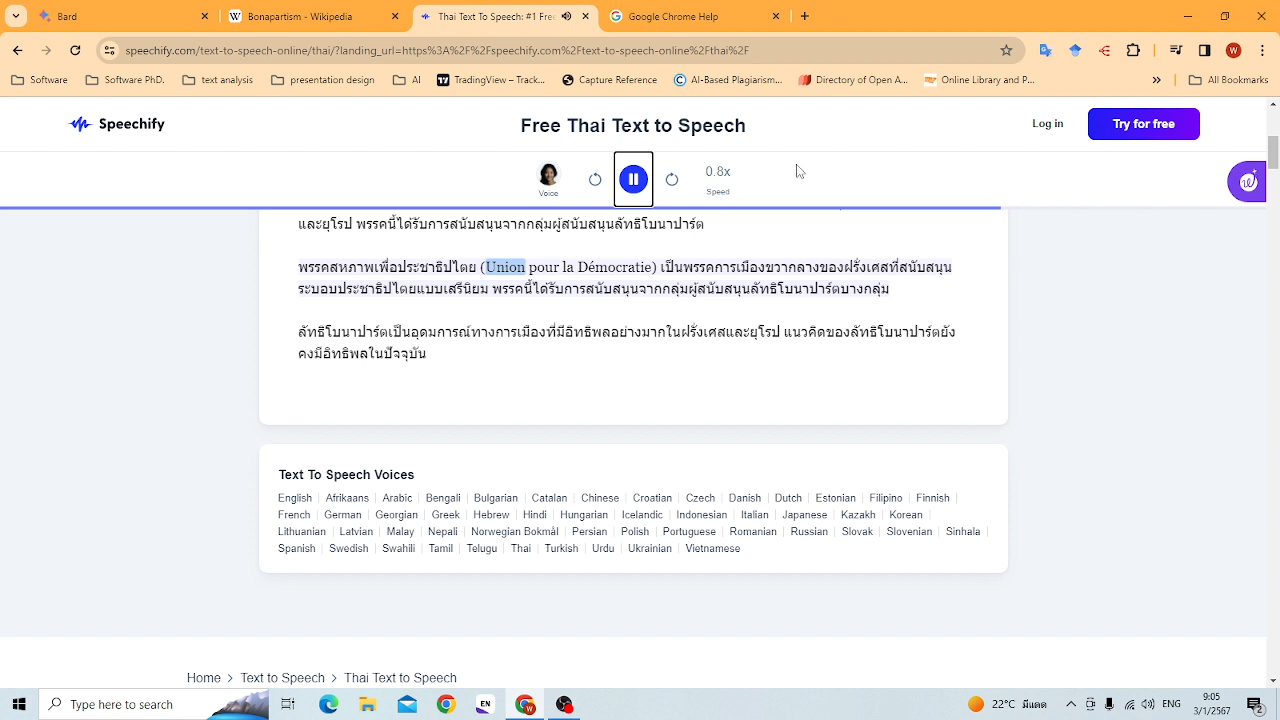 Bard
Bonapartism - Wikipedia
Thai Text To Speech: #1 Free
Google Chrome Help
speechify.com/text-to-speech-online/thai/?landing_url=https%3A%2F%2Fspeechify.com%2Ftext-to-speech-online%2Fthai%2F
W
Software
Software PhD.
text analysis
presentation design
AI
TradingView – Track...
Capture Reference
AI-Based Plagiarism...
Directory of Open A...
Online Library and P...
All Bookmarks
Speechify
Free Thai Text to Speech
Log in
Try for free
0.8x
Voice
Speed
และยุโรป พรรคนี้ได้รับการสนับสนุนจากกลุ่มผู้สนับสนุนลัทธิโบนาปาร์ต
พรรคสหภาพเพื่อประชาธิปไตย (Union pour la Démocratie) เป็นพรรคการเมืองขวากลางของฝรั่งเศสที่สนับสนุน
ระบอบประชาธิปไตยแบบเสรีนิยม พรรคนี้ได้รับการสนับสนุนจากกลุ่มผู้สนับสนุนลัทธิโบนาปาร์ตบางกลุ่ม
ลัทธิโบนาปาร์ตเป็นอุดมการณ์ทางการเมืองที่มีอิทธิพลอย่างมากในฝรั่งเศสและยุโรป แนวคิดของลัทธิโบนาปาร์ตยัง
คงมีอิทธิพลในปัจจุบัน
Text To Speech Voices
English Afrikaans Arabic Bengali Bulgarian Catalan Chinese Croatian Czech Danish Dutch Estonian Filipino Finnish
French German Georgian Greek Hebrew Hindi Hungarian Icelandic Indonesian Italian Japanese Kazakh Korean
Lithuanian Latvian Malay Nepali Norwegian Bokmål Persian Polish Portuguese Romanian Russian Slovak Slovenian Sinhala
Spanish Swedish Swahili Tamil Telugu Thai Turkish Urdu Ukrainian Vietnamese
Home > Text to Speech > Thai Text to Speech
Type here to search
EN
22°C มีแดด
ENG
9:05
3/1/2567
2